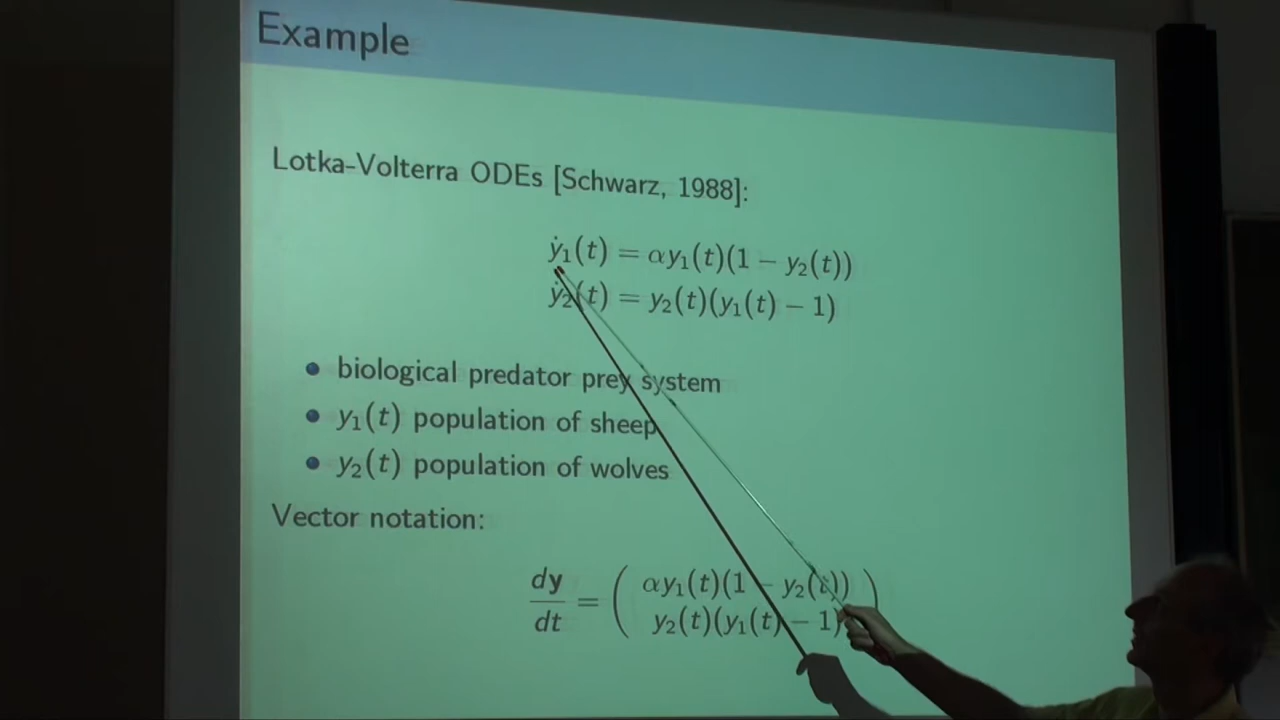 Example
Lotka-Volterra ODEs [Schwarz, 1988]:
ẏ₁(t) = αy₁(t)(1 − y₂(t))
ẏ₂(t) = y₂(t)(y₁(t) − 1)
• biological predator prey system
• y₁(t) population of sheep
• y₂(t) population of wolves
Vector notation:
dy/dt = ( αy₁(t)(1 − y₂(t))
y₂(t)(y₁(t) − 1) )